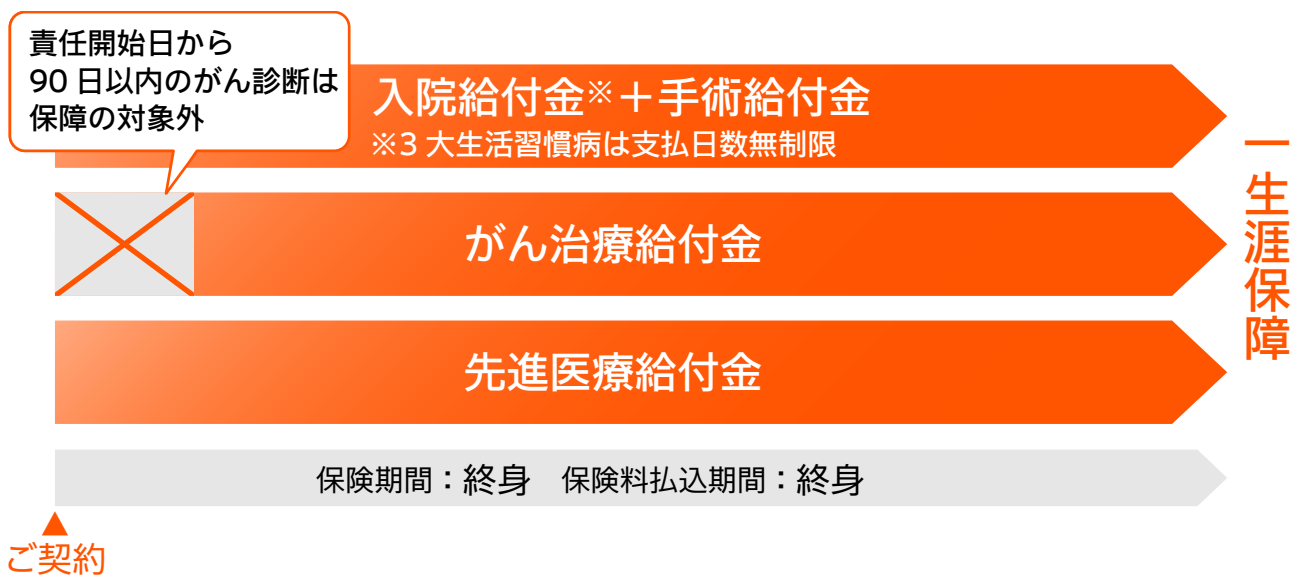 責任開始日から
90日以内のがん診断は
保障の対象外
入院給付金※＋手術給付金
※3大生活習慣病は支払日数無制限
がん治療給付金
先進医療給付金
一生涯保障
保険期間：終身　保険料払込期間：終身
▲
ご契約